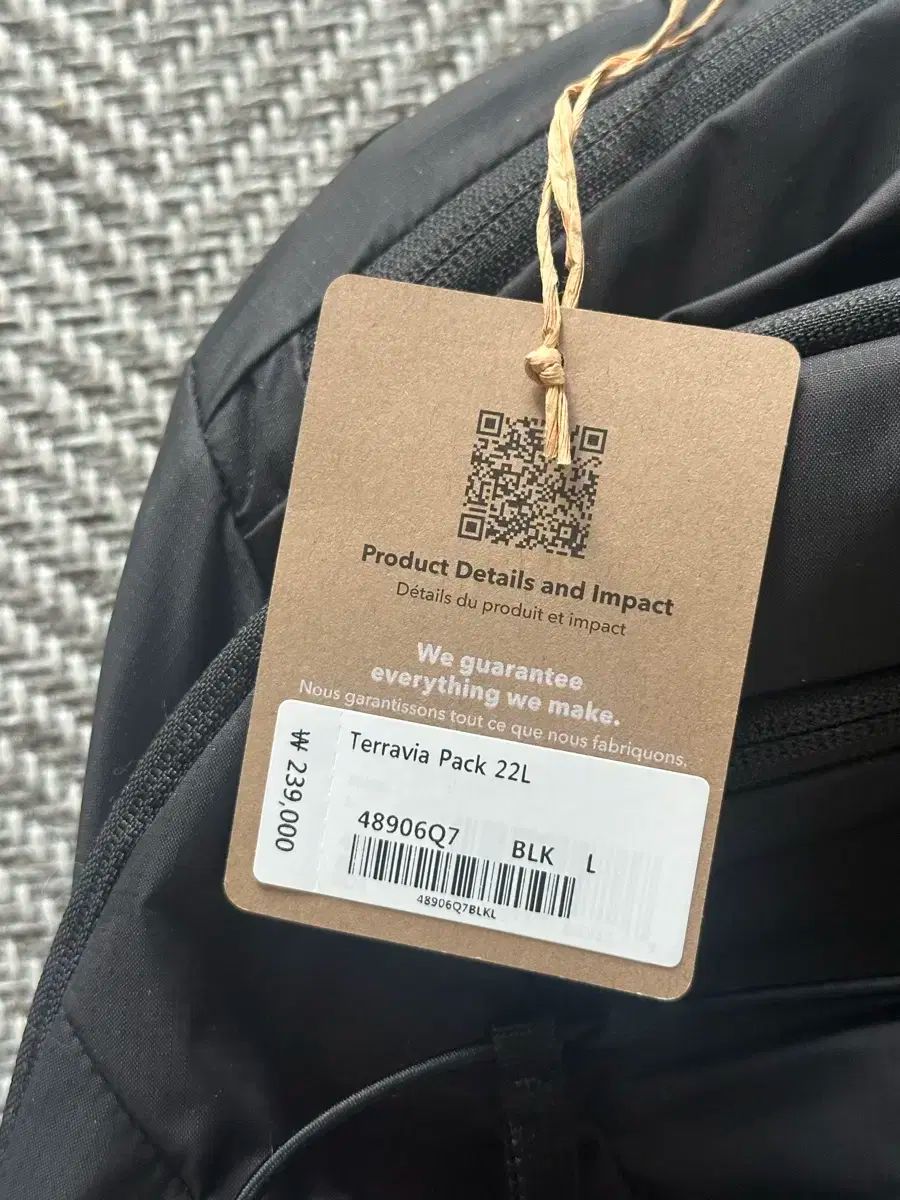 Product Details and Impact
Détails du produit et impact
We guarantee
everything we make.
Nous garantissons tout ce que nous fabriquons.
₩ 239,000
Terravia Pack 22L
48906Q7 BLK L
48906Q7BLKL